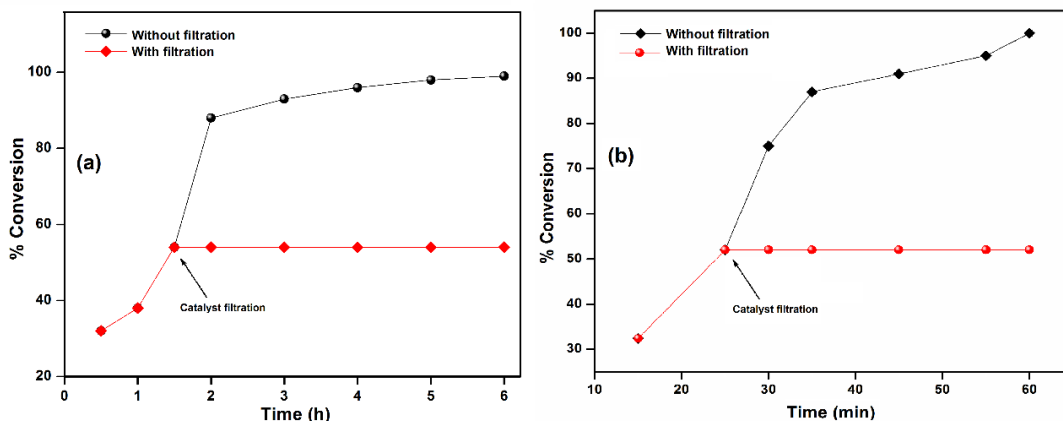 Without filtration
With filtration
100
80
60
40
20
% Conversion
(a)
Catalyst filtration
0
1
2
3
4
5
6
Time (h)
Without filtration
With filtration
100
90
80
70
60
50
40
30
% Conversion
(b)
Catalyst filtration
10
20
30
40
50
60
Time (min)